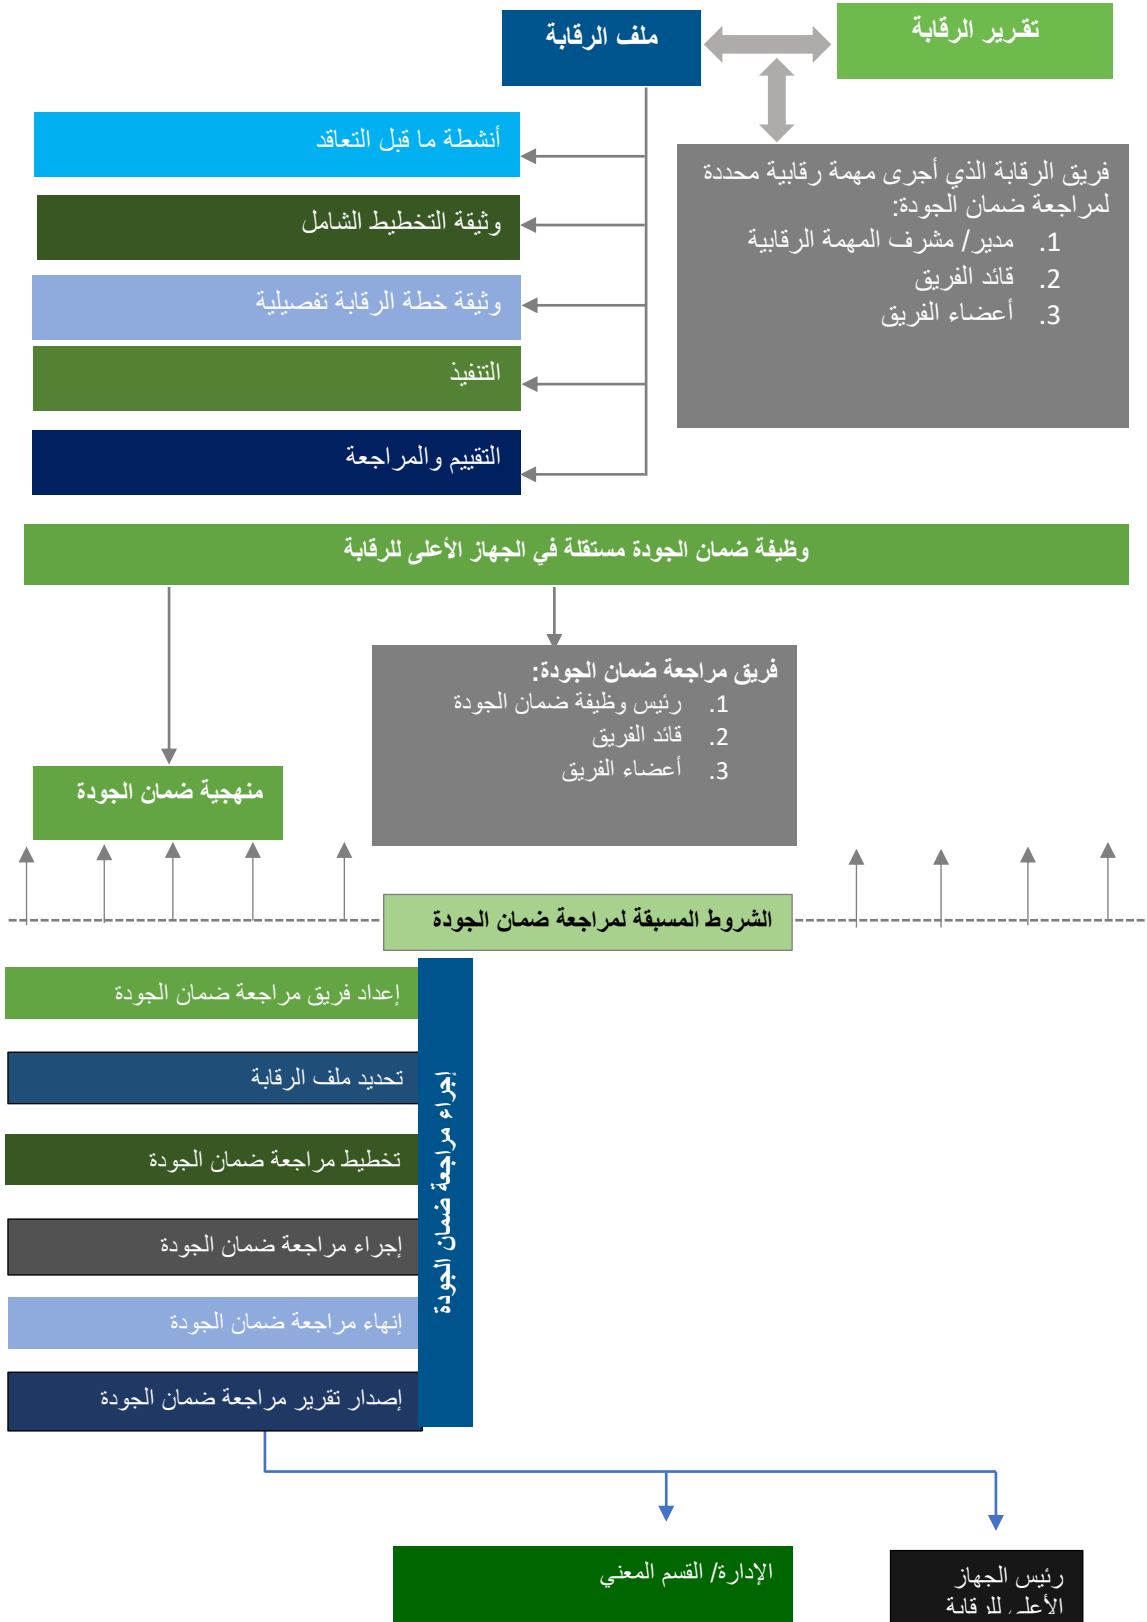 تقـرير الرقابة
ملف الرقابة
أنشطة ما قبل التعاقد
وثيقة التخطيط الشامل
وثيقة خطة الرقابة تفصيلية
التنفيذ
التقييم والمراجعة
فريق الرقابة الذي أجرى مهمة رقابية محددة
لمراجعة ضمان الجودة:
1. مدير/ مشرف المهمة الرقابية
2. قائد الفريق
3. أعضاء الفريق
وظيفة ضمان الجودة مستقلة في الجهاز الأعلى للرقابة
فريق مراجعة ضمان الجودة:
1. رئيس وظيفة ضمان الجودة
2. قائد الفريق
3. أعضاء الفريق
منهجية ضمان الجودة
الشروط المسبقة لمراجعة ضمان الجودة
إجراء مراجعة ضمان الجودة
إعداد فريق مراجعة ضمان الجودة
تحديد ملف الرقابة
تخطيط مراجعة ضمان الجودة
إجراء مراجعة ضمان الجودة
إنهاء مراجعة ضمان الجودة
إصدار تقرير مراجعة ضمان الجودة
الإدارة/ القسم المعني
رئيس الجهاز
الأعلى للرقابة